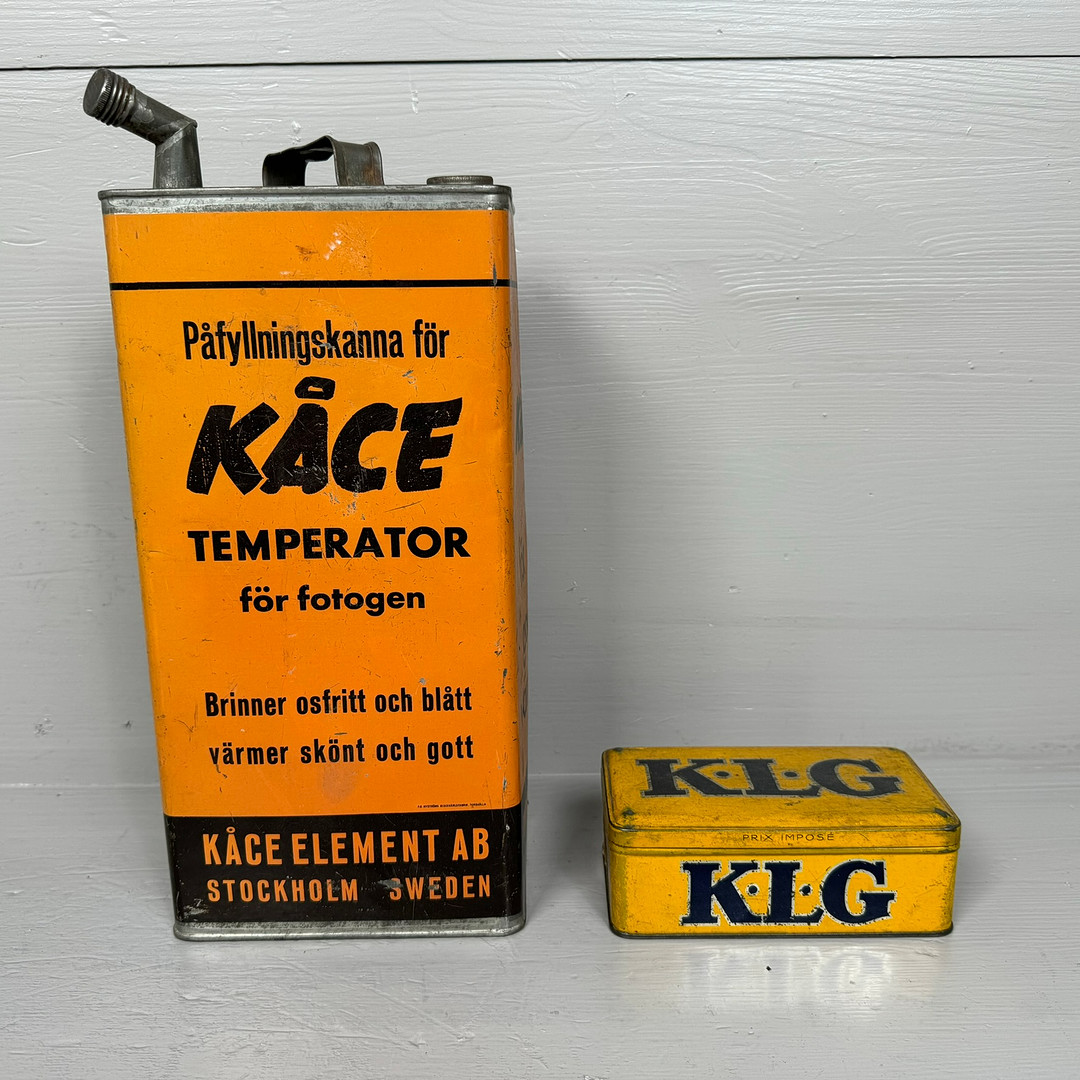 Påfyllningskanna för
KÅCE
TEMPERATOR
för fotogen
Brinner osfritt och blått
värmer skönt och gott
KÅCE ELEMENT AB
STOCKHOLM SWEDEN
K·L·G
PRIX IMPOSÉ
K·L·G